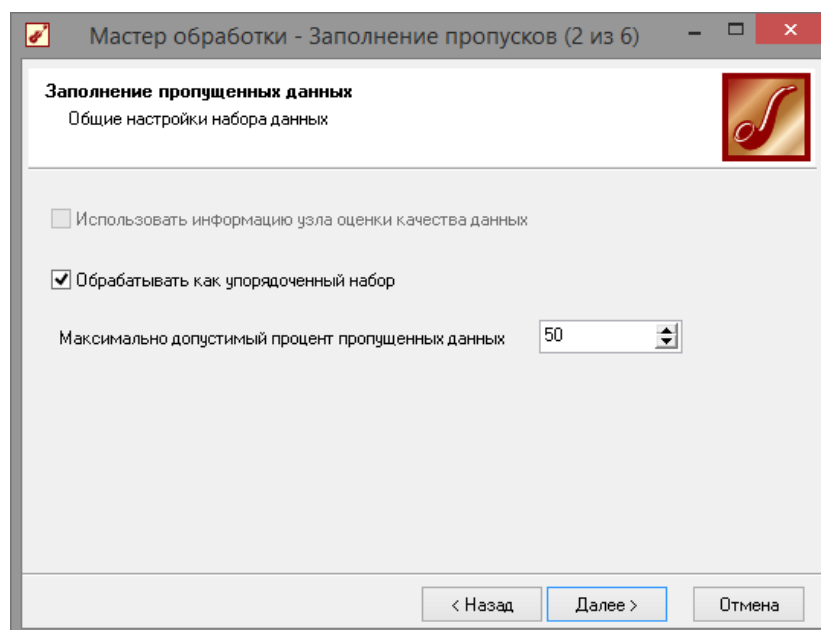 Мастер обработки - Заполнение пропусков (2 из 6)
Заполнение пропущенных данных
Общие настройки набора данных
Использовать информацию узла оценки качества данных
Обрабатывать как упорядоченный набор
Максимально допустимый процент пропущенных данных 50
< Назад Далее > Отмена